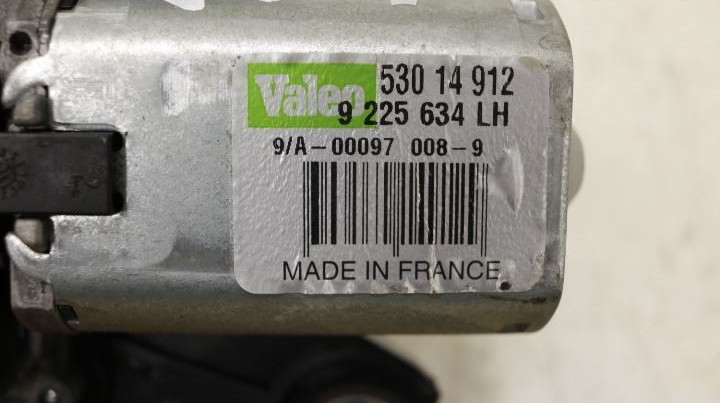 Valeo 530 14 912
9 225 634 LH
9/A-00097 008-9
MADE IN FRANCE